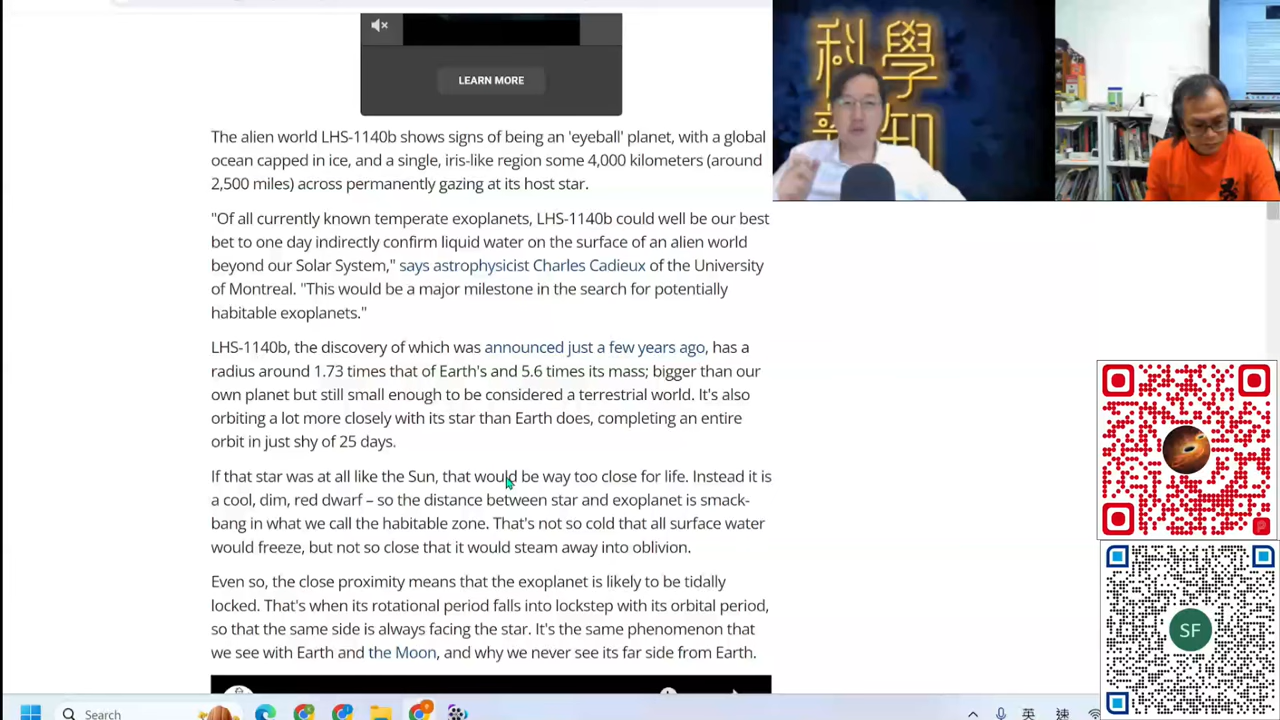 LEARN MORE
科學
知
The alien world LHS-1140b shows signs of being an 'eyeball' planet, with a global
ocean capped in ice, and a single, iris-like region some 4,000 kilometers (around
2,500 miles) across permanently gazing at its host star.
"Of all currently known temperate exoplanets, LHS-1140b could well be our best
bet to one day indirectly confirm liquid water on the surface of an alien world
beyond our Solar System," says astrophysicist Charles Cadieux of the University
of Montreal. "This would be a major milestone in the search for potentially
habitable exoplanets."
LHS-1140b, the discovery of which was announced just a few years ago, has a
radius around 1.73 times that of Earth's and 5.6 times its mass; bigger than our
own planet but still small enough to be considered a terrestrial world. It's also
orbiting a lot more closely with its star than Earth does, completing an entire
orbit in just shy of 25 days.
If that star was at all like the Sun, that would be way too close for life. Instead it is
a cool, dim, red dwarf – so the distance between star and exoplanet is smack-
bang in what we call the habitable zone. That's not so cold that all surface water
would freeze, but not so close that it would steam away into oblivion.
Even so, the close proximity means that the exoplanet is likely to be tidally
locked. That's when its rotational period falls into lockstep with its orbital period,
so that the same side is always facing the star. It's the same phenomenon that
we see with Earth and the Moon, and why we never see its far side from Earth.
SF
Search
英
速